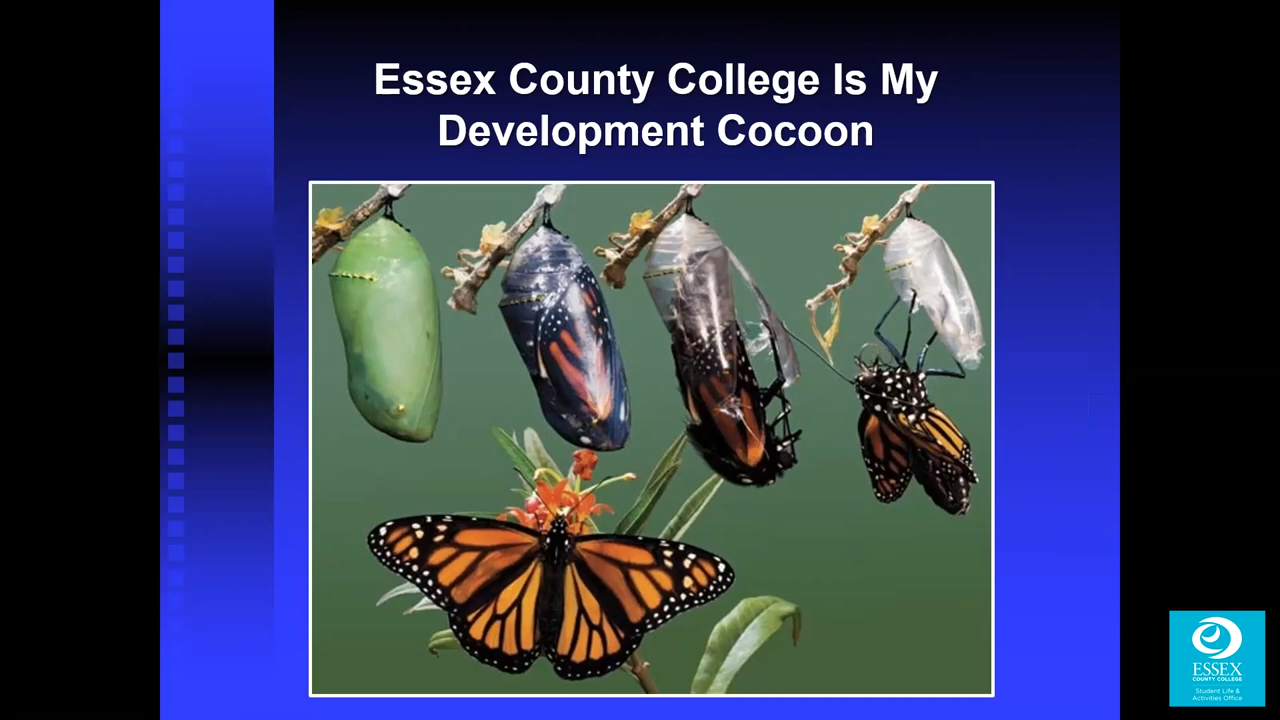 Essex County College Is My
Development Cocoon
ESSEX
COUNTY COLLEGE
Student Life &
Activities Office